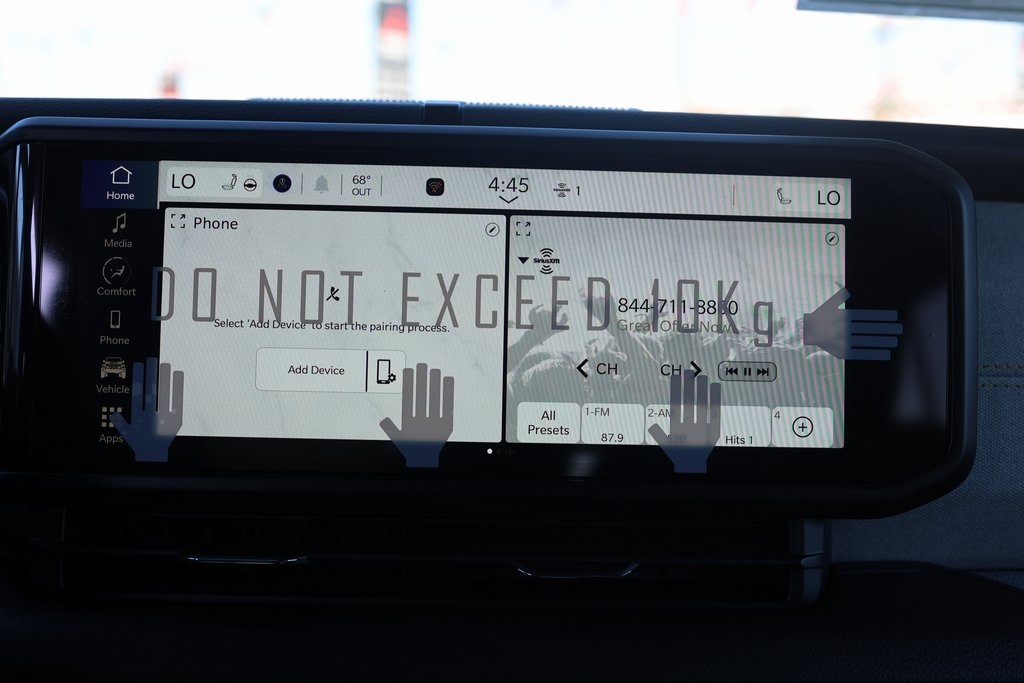 Home
LO
68°
OUT
4:45
SiriusXM
1
LO
Media
Comfort
Phone
Vehicle
Apps
Phone
Select 'Add Device' to start the pairing process.
Add Device
DO NOT EXCEED 10Kg
SiriusXM
844-711-8800
Great Offer Now
CH
CH
All
Presets
1-FM
87.9
2-AM
Hits 1
4